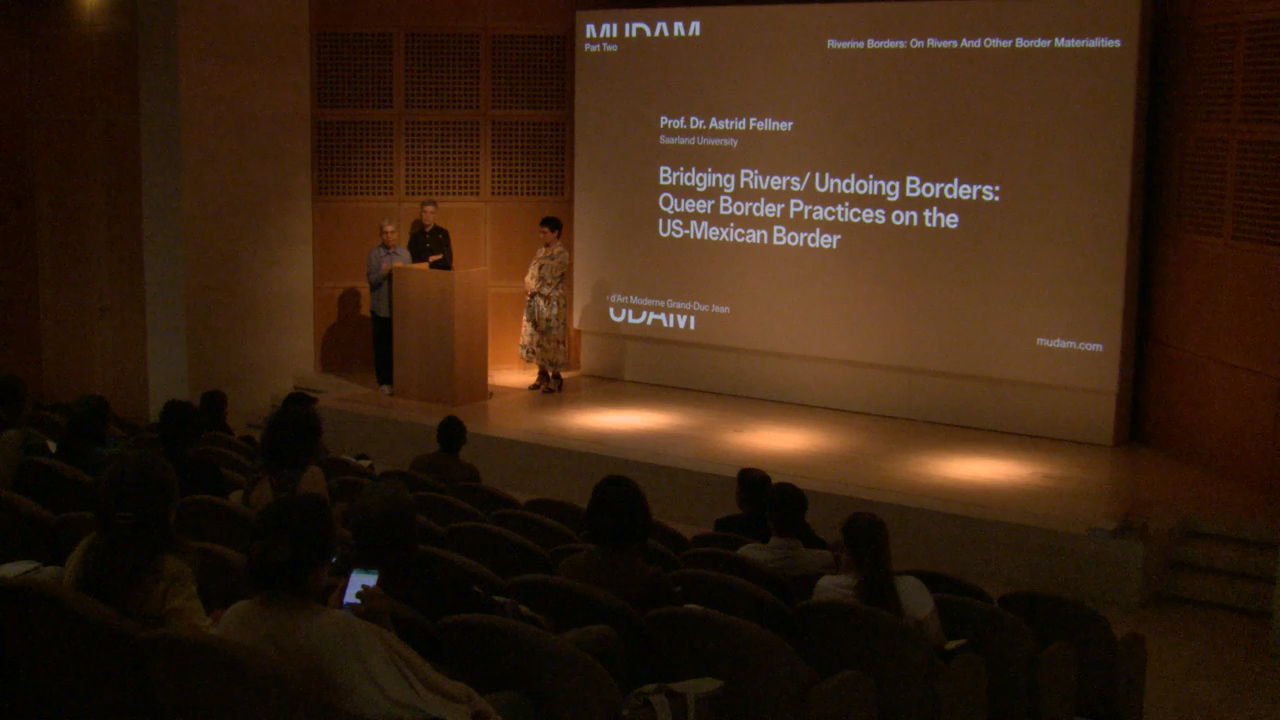 MUDAM
Part Two
Riverine Borders: On Rivers And Other Border Materialities
Prof. Dr. Astrid Fellner
Saarland University
Bridging Rivers/ Undoing Borders:
Queer Border Practices on the
US-Mexican Border
d'Art Moderne Grand-Duc Jean
UDAM
mudam.com